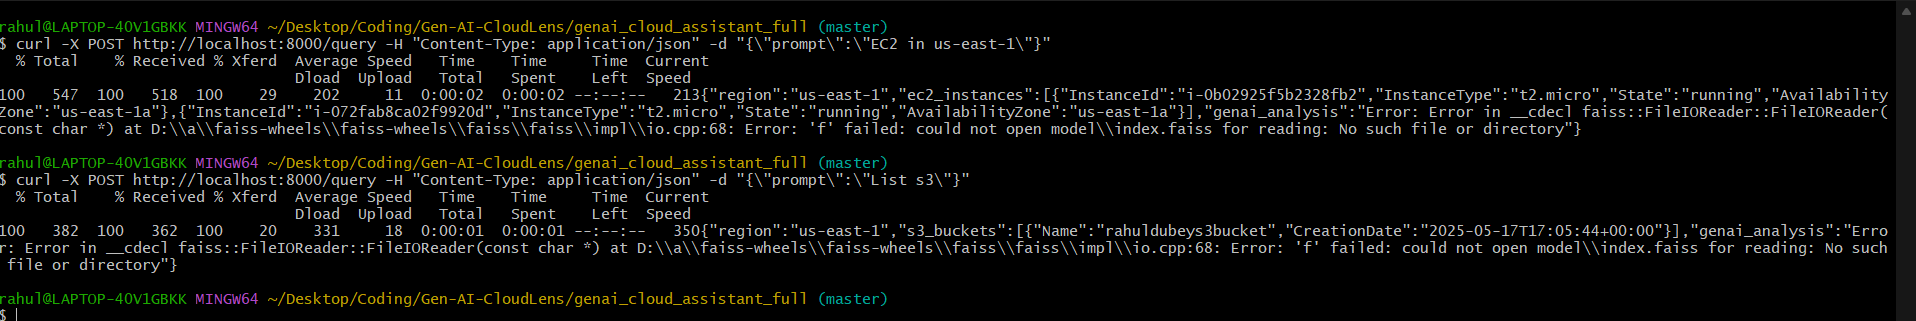 rahul@LAPTOP-4OV1GBKK MINGW64 ~/Desktop/Coding/Gen-AI-CloudLens/genai_cloud_assistant_full (master)
$ curl -X POST http://localhost:8000/query -H "Content-Type: application/json" -d "{\"prompt\":\"EC2 in us-east-1\"}"
  % Total    % Received % Xferd  Average Speed   Time    Time     Time  Current
                                 Dload  Upload   Total   Spent    Left  Speed
100   547  100   518  100    29    202     11  0:00:02  0:00:02 --:--:--   213{"region":"us-east-1","ec2_instances":[{"InstanceId":"i-0b02925f5b2328fb2","InstanceType":"t2.micro","State":"running","Availability
Zone":"us-east-1a"},{"InstanceId":"i-072fab8ca02f9920d","InstanceType":"t2.micro","State":"running","AvailabilityZone":"us-east-1a"}],"genai_analysis":"Error: Error in __cdecl faiss::FileIOReader::FileIOReader(
const char *) at D:\\a\\faiss-wheels\\faiss-wheels\\faiss\\faiss\\impl\\io.cpp:68: Error: 'f' failed: could not open model\\index.faiss for reading: No such file or directory"}
rahul@LAPTOP-4OV1GBKK MINGW64 ~/Desktop/Coding/Gen-AI-CloudLens/genai_cloud_assistant_full (master)
$ curl -X POST http://localhost:8000/query -H "Content-Type: application/json" -d "{\"prompt\":\"List s3\"}"
  % Total    % Received % Xferd  Average Speed   Time    Time     Time  Current
                                 Dload  Upload   Total   Spent    Left  Speed
100   382  100   362  100    20    331     18  0:00:01  0:00:01 --:--:--   350{"region":"us-east-1","s3_buckets":[{"Name":"rahuldubeys3bucket","CreationDate":"2025-05-17T17:05:44+00:00"}],"genai_analysis":"Erro
r: Error in __cdecl faiss::FileIOReader::FileIOReader(const char *) at D:\\a\\faiss-wheels\\faiss-wheels\\faiss\\faiss\\impl\\io.cpp:68: Error: 'f' failed: could not open model\\index.faiss for reading: No such
 file or directory"}
rahul@LAPTOP-4OV1GBKK MINGW64 ~/Desktop/Coding/Gen-AI-CloudLens/genai_cloud_assistant_full (master)
$